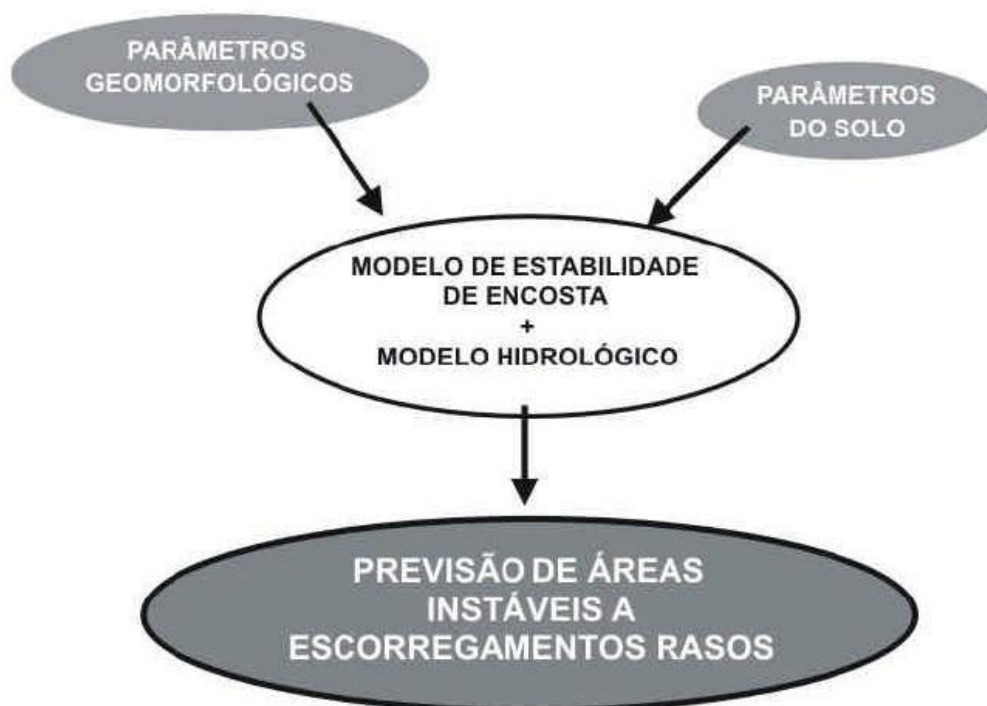 PARÂMETROS
GEOMORFOLÓGICOS
PARÂMETROS
DO SOLO
MODELO DE ESTABILIDADE
DE ENCOSTA
+
MODELO HIDROLÓGICO
PREVISÃO DE ÁREAS
INSTÁVEIS A
ESCORREGAMENTOS RASOS